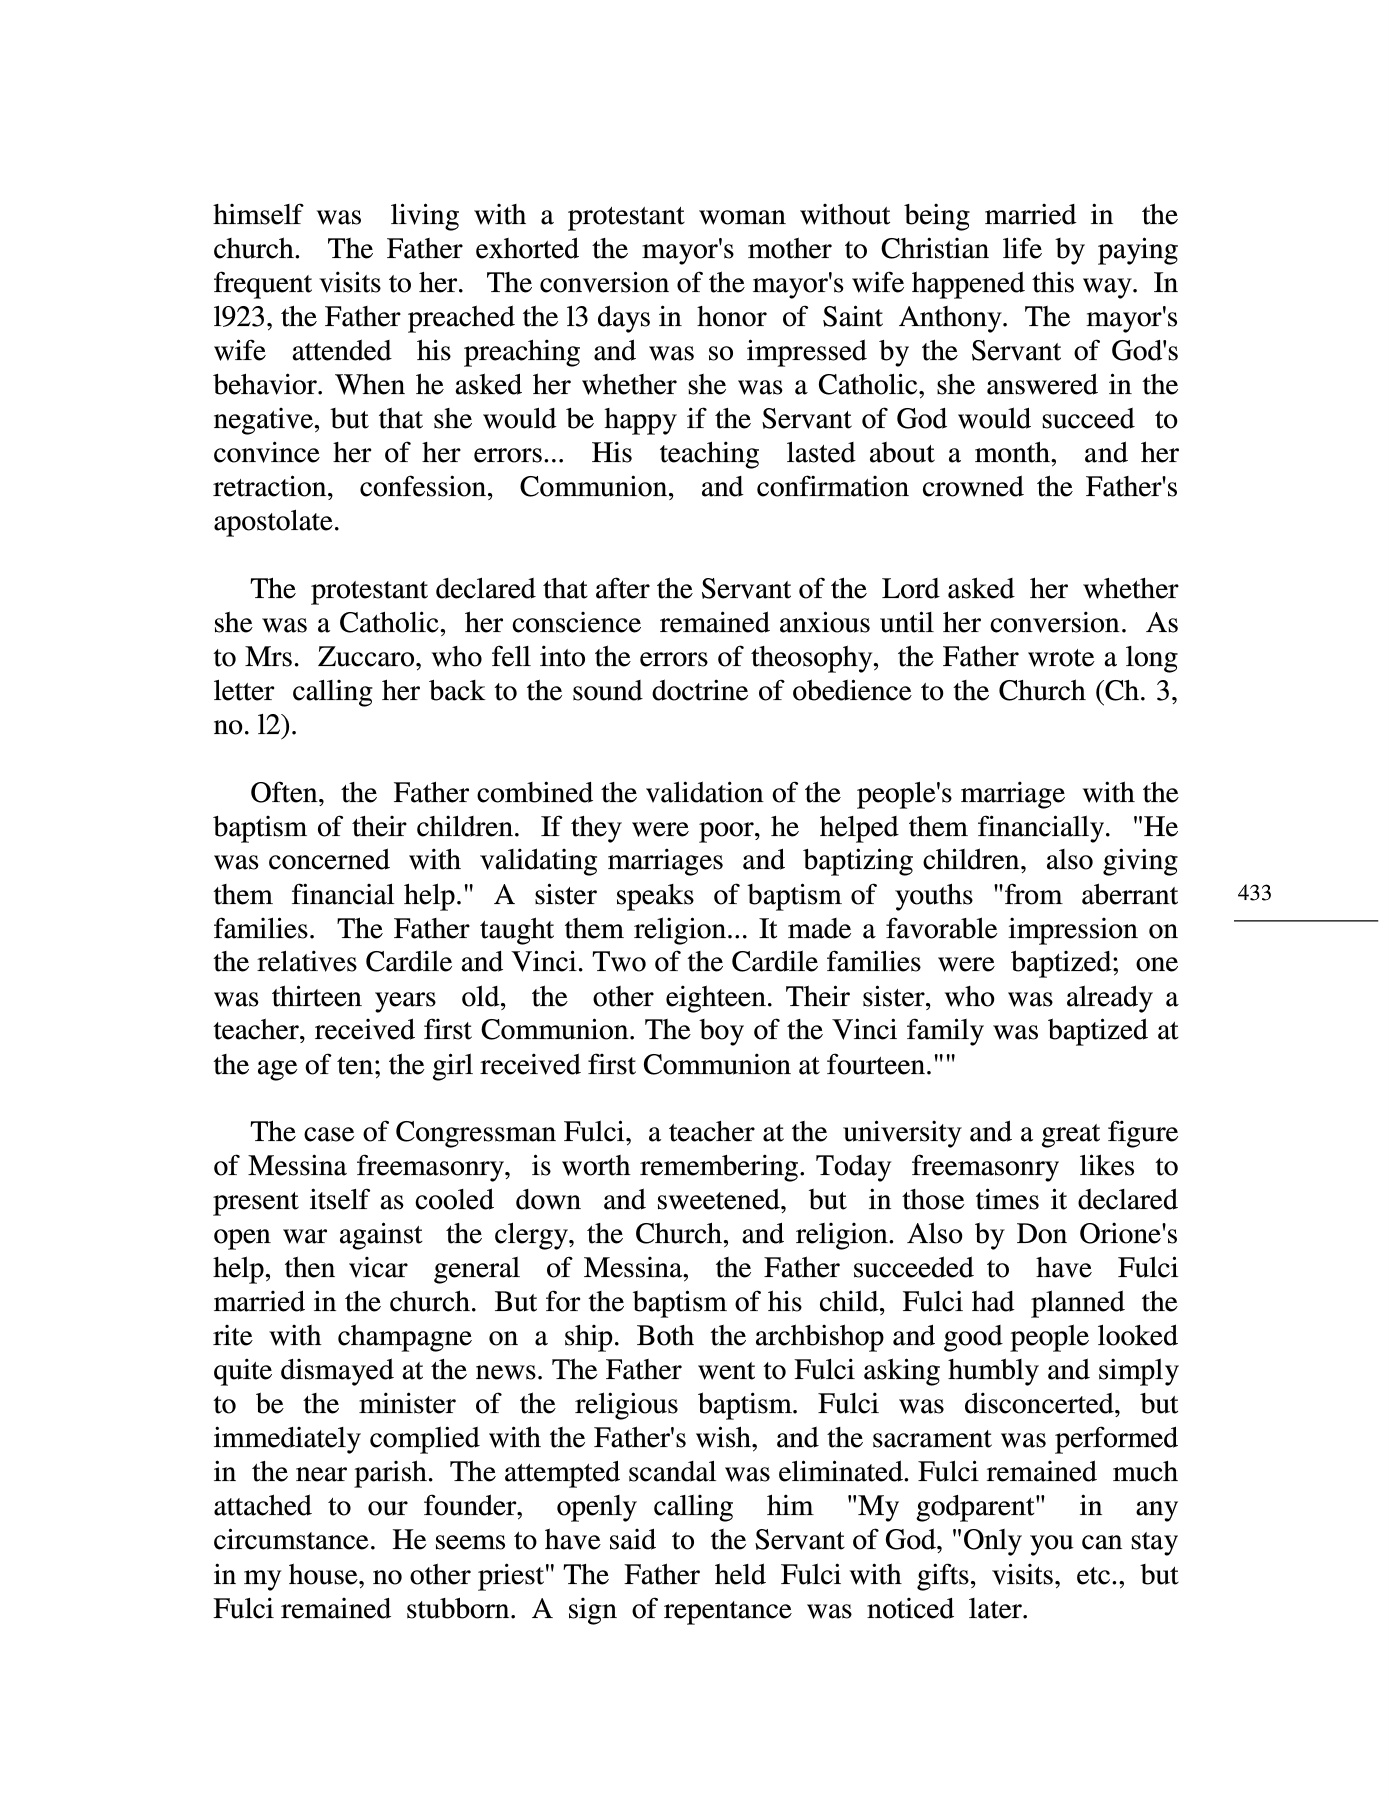 himself was living with a protestant woman without being married in the
church. The Father exhorted the mayor's mother to Christian life by paying
frequent visits to her. The conversion of the mayor's wife happened this way. In
l923, the Father preached the l3 days in honor of Saint Anthony. The mayor's
wife attended his preaching and was so impressed by the Servant of God's
behavior. When he asked her whether she was a Catholic, she answered in the
negative, but that she would be happy if the Servant of God would succeed to
convince her of her errors... His teaching lasted about a month, and her
retraction, confession, Communion, and confirmation crowned the Father's
apostolate.
The protestant declared that after the Servant of the Lord asked her whether
she was a Catholic, her conscience remained anxious until her conversion. As
to Mrs. Zuccaro, who fell into the errors of theosophy, the Father wrote a long
letter calling her back to the sound doctrine of obedience to the Church (Ch. 3,
no. l2).
Often, the Father combined the validation of the people's marriage with the
baptism of their children. If they were poor, he helped them financially. "He
was concerned with validating marriages and baptizing children, also giving
them financial help." A sister speaks of baptism of youths "from aberrant
families. The Father taught them religion... It made a favorable impression on
the relatives Cardile and Vinci. Two of the Cardile families were baptized; one
was thirteen years old, the other eighteen. Their sister, who was already a
teacher, received first Communion. The boy of the Vinci family was baptized at
the age of ten; the girl received first Communion at fourteen.""
The case of Congressman Fulci, a teacher at the university and a great figure
of Messina freemasonry, is worth remembering. Today freemasonry likes to
present itself as cooled down and sweetened, but in those times it declared
open war against the clergy, the Church, and religion. Also by Don Orione's
help, then vicar general of Messina, the Father succeeded to have Fulci
married in the church. But for the baptism of his child, Fulci had planned the
rite with champagne on a ship. Both the archbishop and good people looked
quite dismayed at the news. The Father went to Fulci asking humbly and simply
to be the minister of the religious baptism. Fulci was disconcerted, but
immediately complied with the Father's wish, and the sacrament was performed
in the near parish. The attempted scandal was eliminated. Fulci remained much
attached to our founder, openly calling him "My godparent" in any
circumstance. He seems to have said to the Servant of God, "Only you can stay
in my house, no other priest" The Father held Fulci with gifts, visits, etc., but
Fulci remained stubborn. A sign of repentance was noticed later.
433